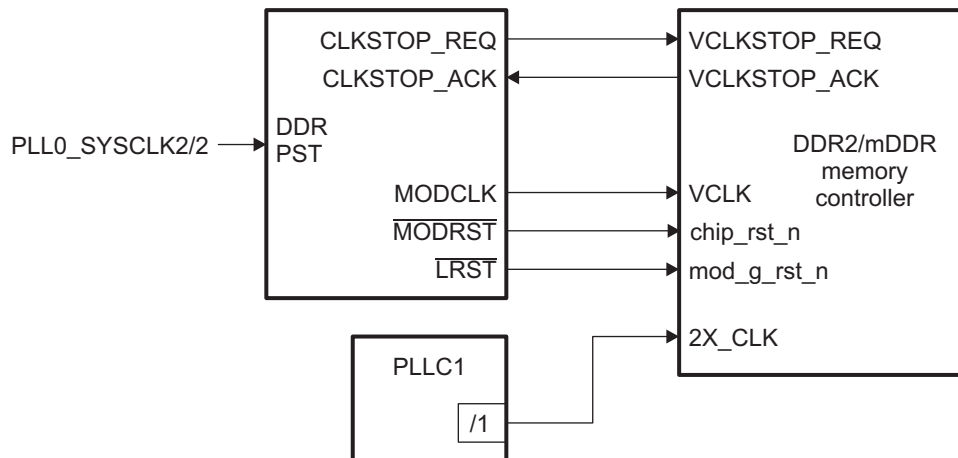 CLKSTOP_REQ
VCLKSTOP_REQ
CLKSTOP_ACK
VCLKSTOP_ACK
PLL0_SYSCLK2/2
DDR
PST
DDR2/mDDR
memory
controller
MODCLK
VCLK
MODRST
chip_rst_n
LRST
mod_g_rst_n
2X_CLK
PLLC1
/1